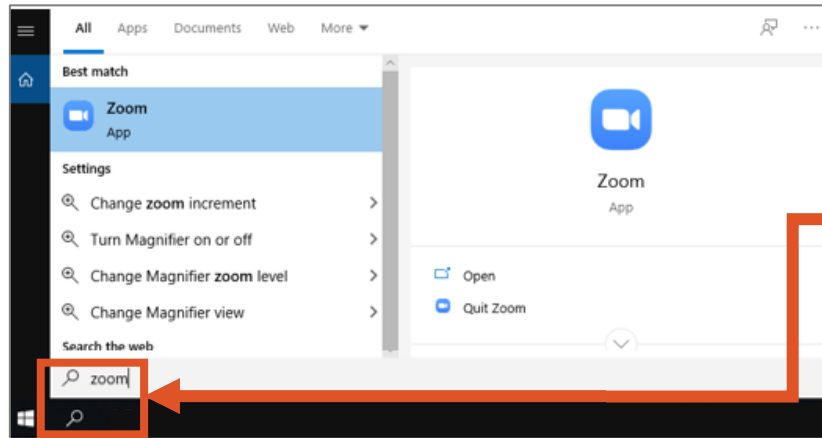 All Apps Documents Web More
Best match
Zoom
App
Settings
Change zoom increment
Turn Magnifier on or off
Change Magnifier zoom level
Change Magnifier view
Search the web
zoom
Zoom
App
Open
Quit Zoom